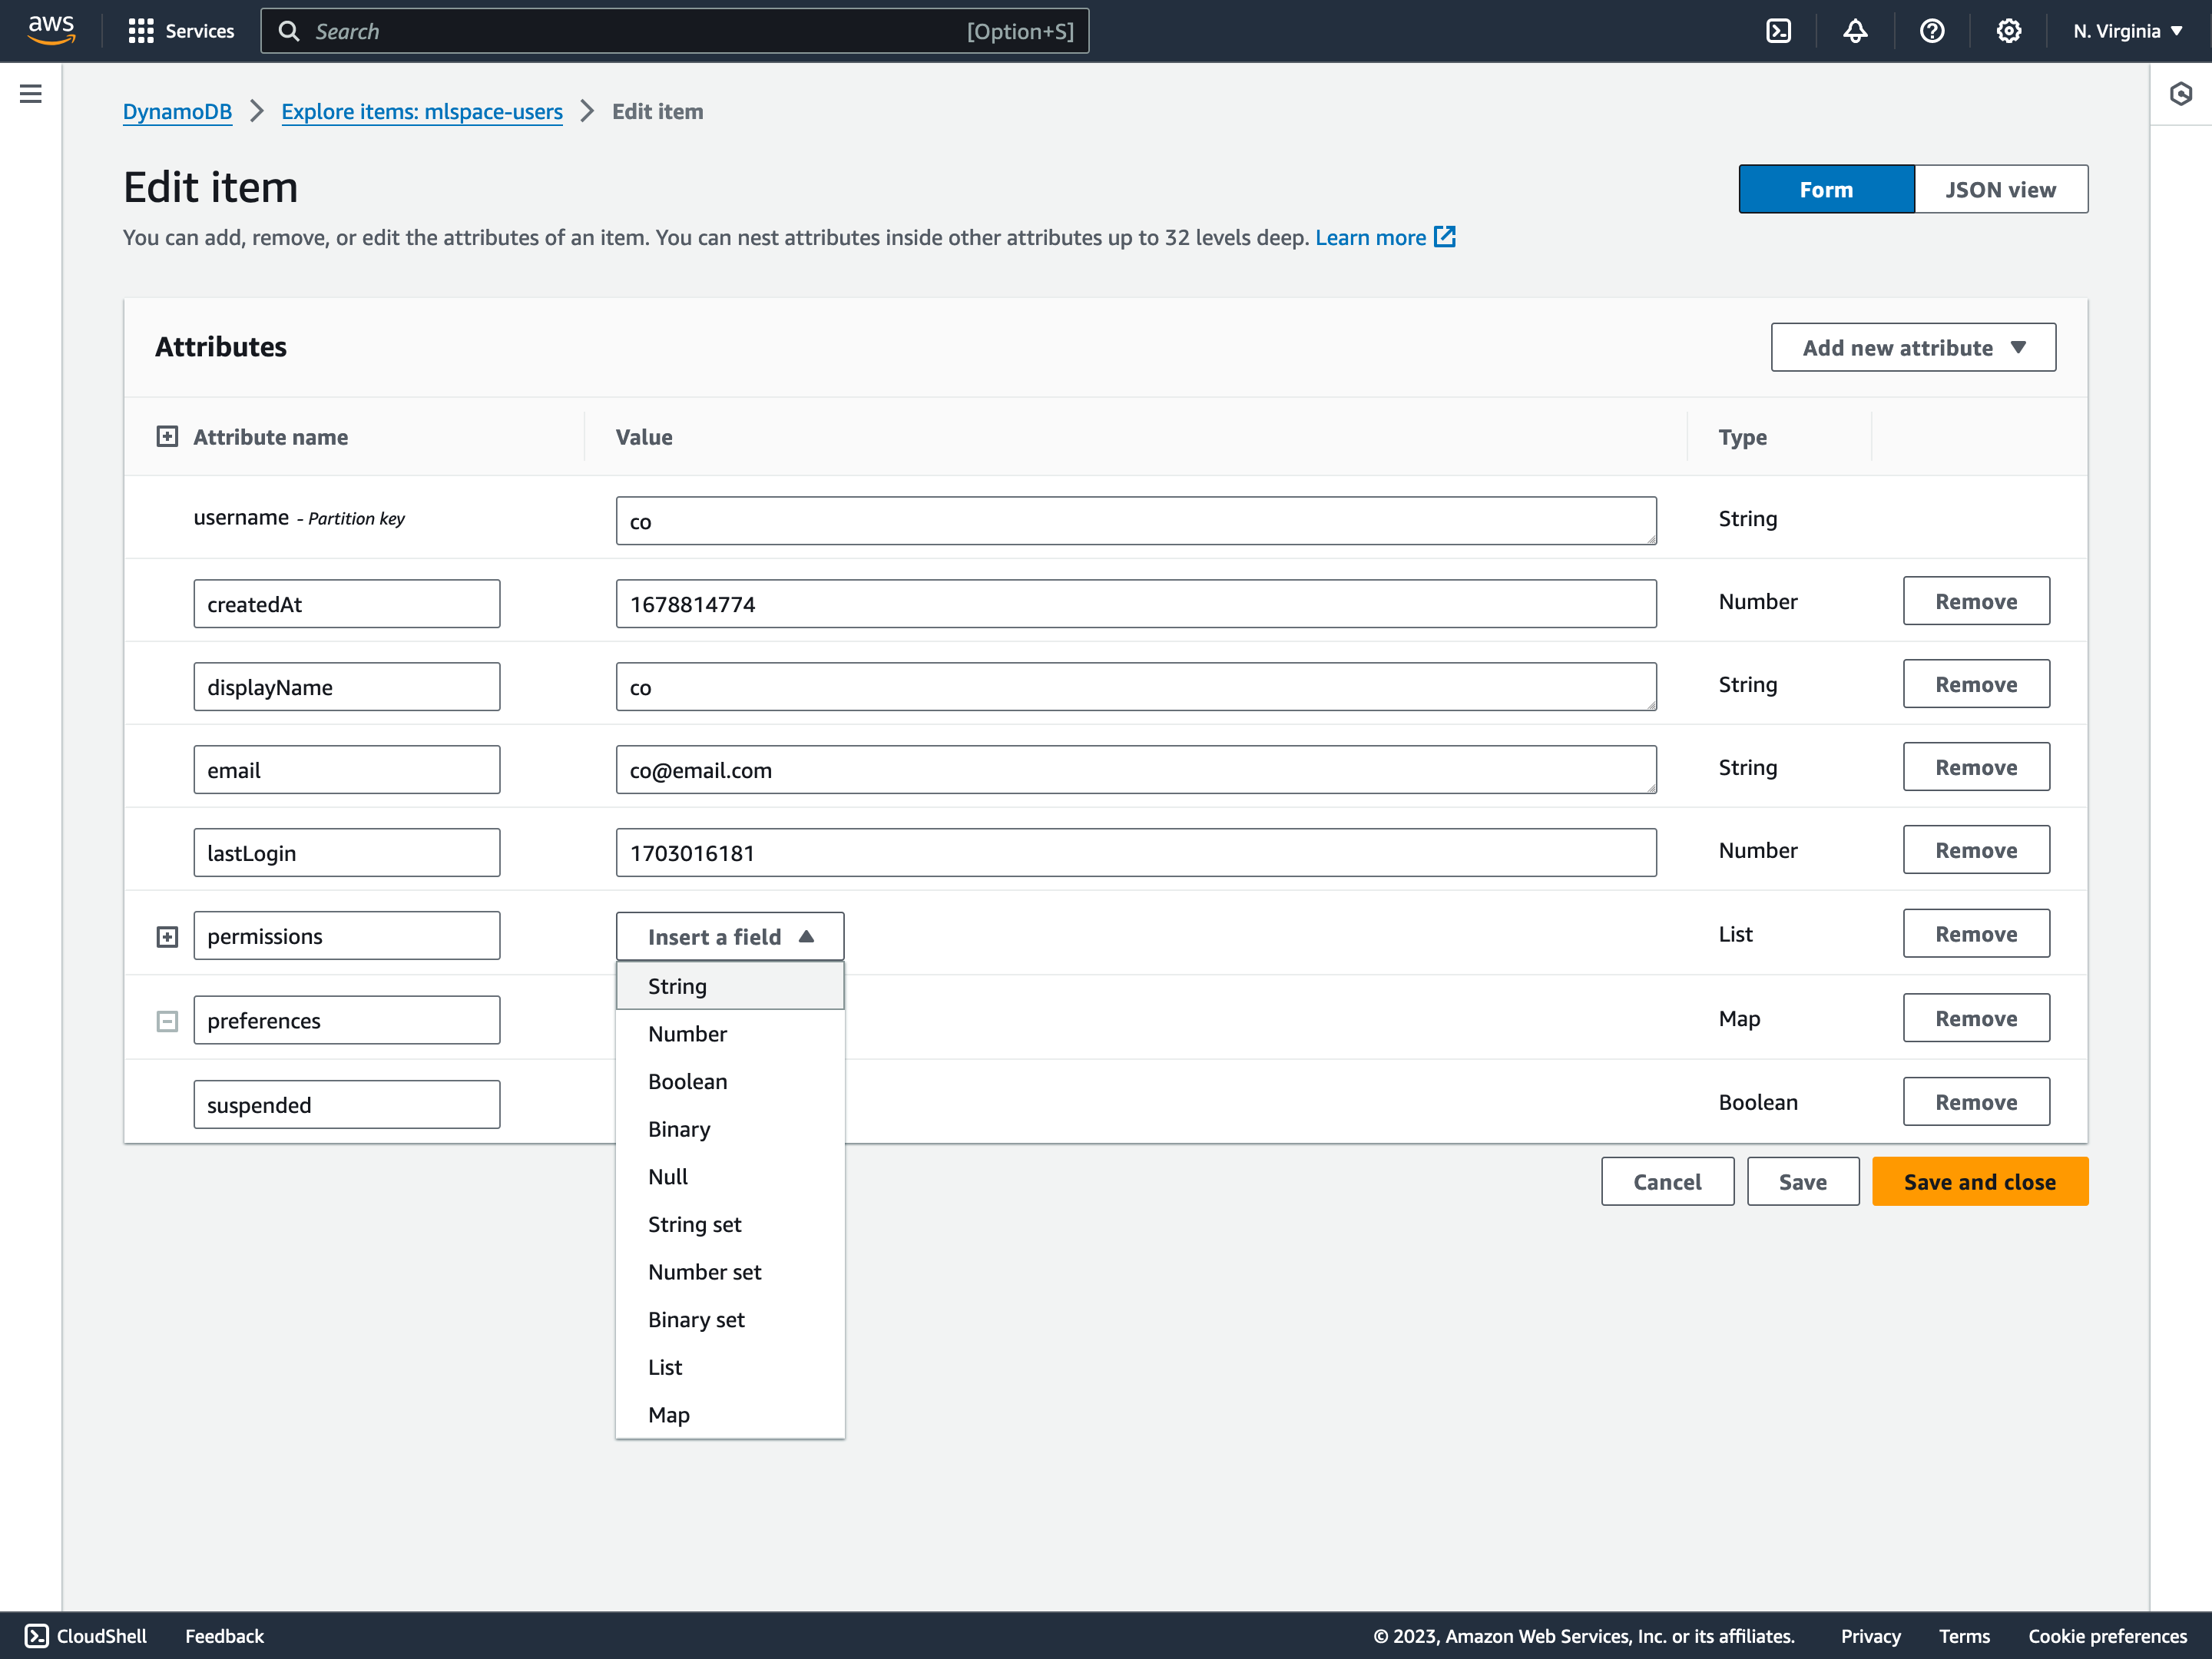 aws
Services
Search
[Option+S]
N. Virginia
DynamoDB
Explore items: mlspace-users
Edit item
Edit item
Form
JSON view
You can add, remove, or edit the attributes of an item. You can nest attributes inside other attributes up to 32 levels deep. Learn more
Attributes
Add new attribute
Attribute name
Value
Type
username - Partition key
co
String
createdAt
1678814774
Number
Remove
displayName
co
String
Remove
email
co@email.com
String
Remove
lastLogin
1703016181
Number
Remove
permissions
Insert a field
List
Remove
String
Number
Boolean
Binary
Null
String set
Number set
Binary set
List
Map
preferences
Map
Remove
suspended
Boolean
Remove
Cancel
Save
Save and close
CloudShell
Feedback
© 2023, Amazon Web Services, Inc. or its affiliates.
Privacy
Terms
Cookie preferences